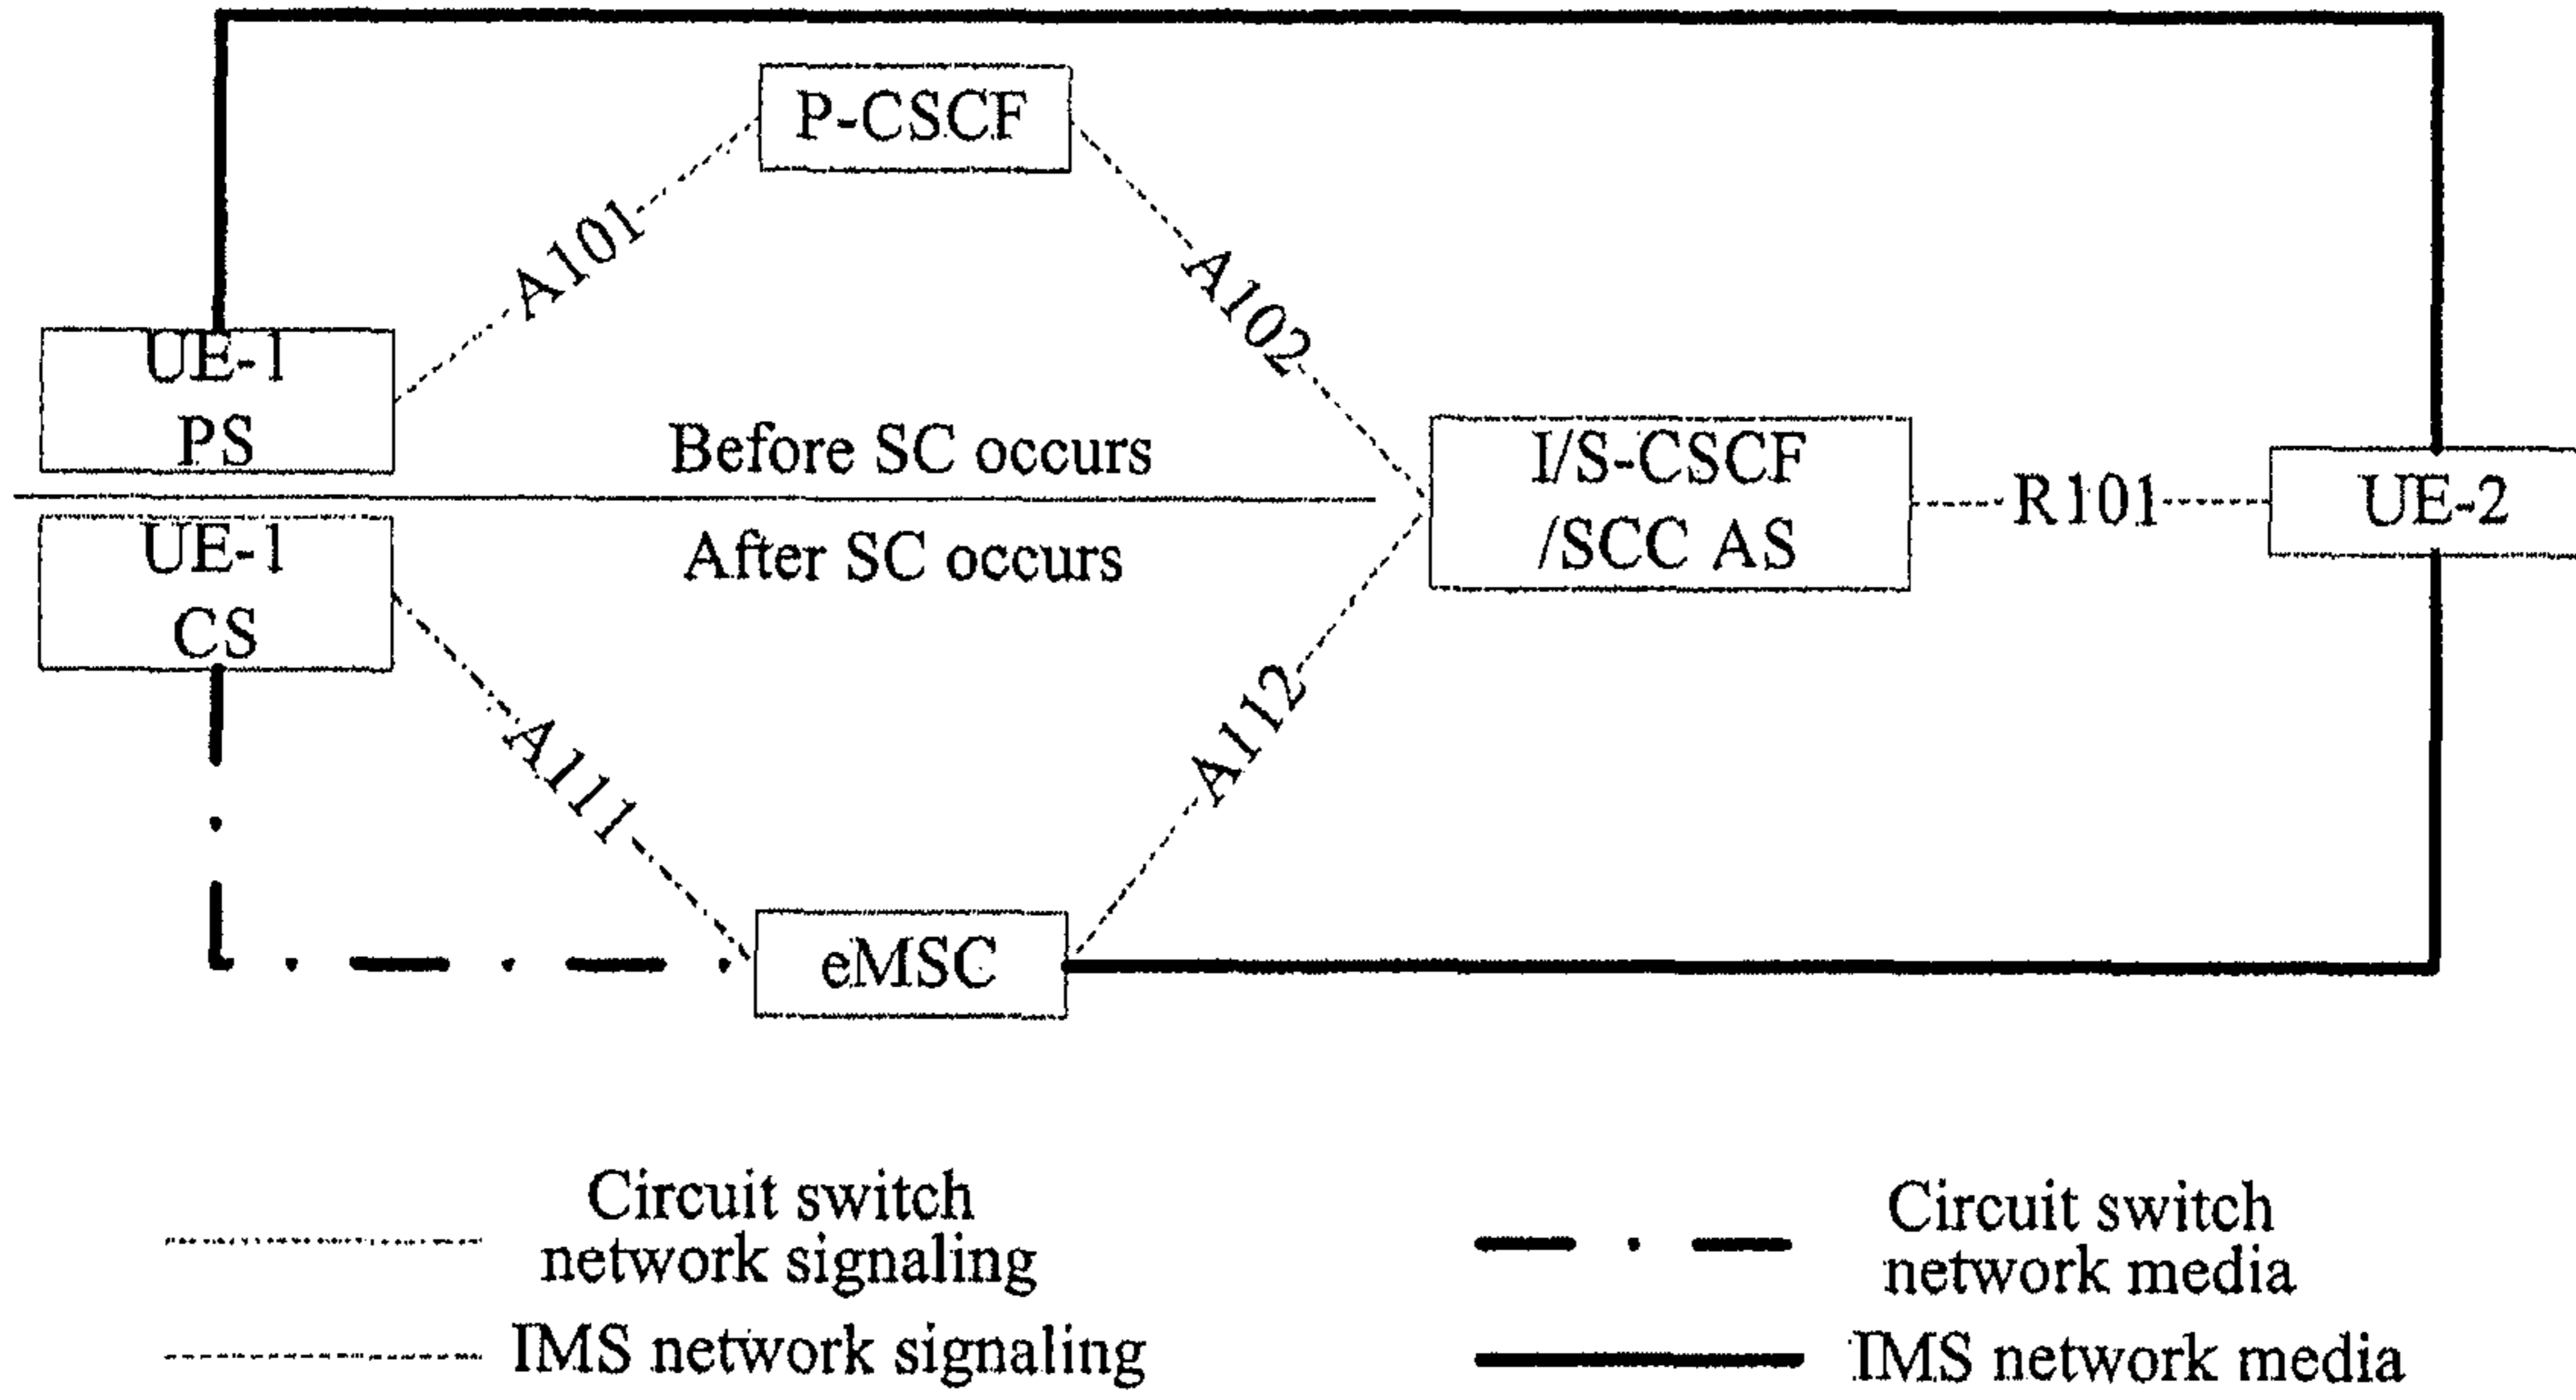 P-CSCF
A101
A102
UE-1
PS
Before SC occurs
I/S-CSCF
/SCC AS
R101
UE-2
UE-1
CS
After SC occurs
A111
A112
eMSC
Circuit switch
network signaling
IMS network signaling
Circuit switch
network media
IMS network media